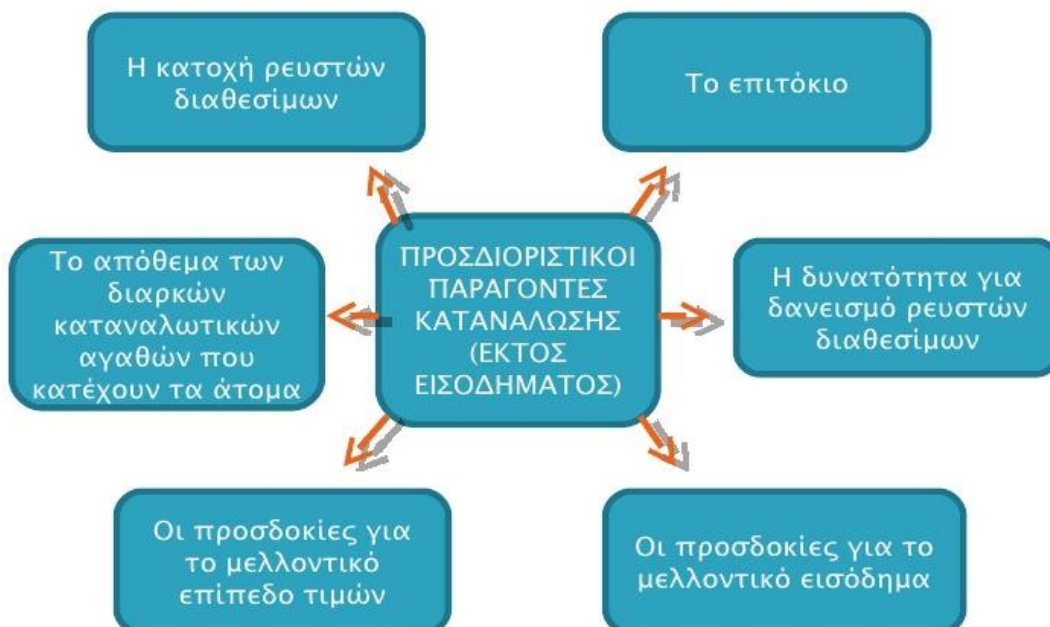 Η κατοχή ρευστών
διαθεσίμων
Το επιτόκιο
Το απόθεμα των
διαρκών
καταναλωτικών
αγαθών που
κατέχουν τα άτομα
ΠΡΟΣΔΙΟΡΙΣΤΙΚΟΙ
ΠΑΡΑΓΟΝΤΕΣ
ΚΑΤΑΝΑΛΩΣΗΣ
(ΕΚΤΟΣ
ΕΙΣΟΔΗΜΑΤΟΣ)
Η δυνατότητα για
δανεισμό ρευστών
διαθεσίμων
Οι προσδοκίες για
το μελλοντικό
επίπεδο τιμών
Οι προσδοκίες για το
μελλοντικό εισόδημα